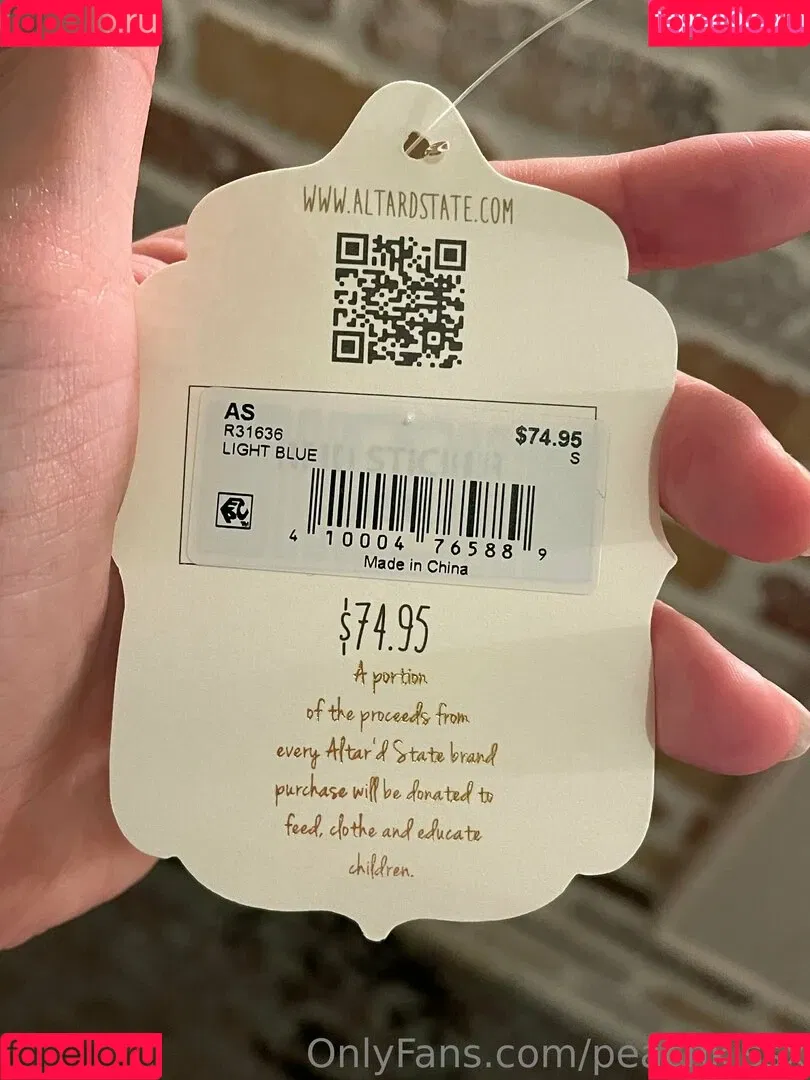 fapello.ru
fapello.ru
WWW.ALTARDSTATE.COM
AS
R31636
LIGHT BLUE
$74.95
S
4 10004 76588 9
Made in China
$74.95
A portion
of the proceeds from
every Altar'd State brand
purchase will be donated to
feed, clothe and educate
children.
fapello.ru
OnlyFans.com/pea
fapello.ru